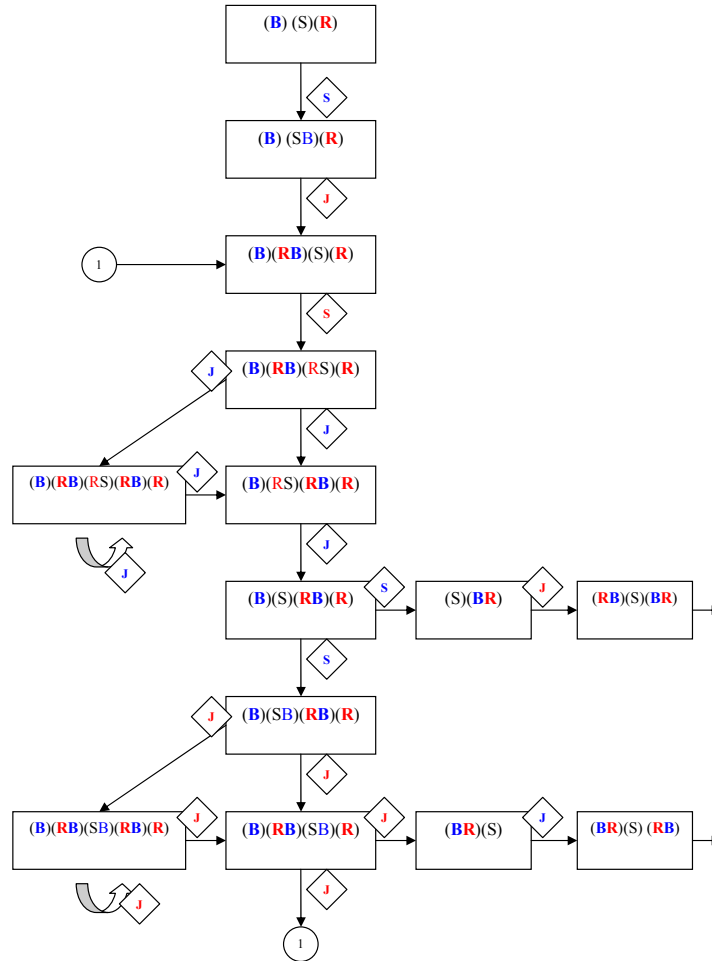 (B) (S)(R)
S
(B) (SB)(R)
J
1
(B)(RB)(S)(R)
S
J
(B)(RB)(RS)(R)
J
(B)(RB)(RS)(RB)(R)
J
(B)(RS)(RB)(R)
J
J
(B)(S)(RB)(R)
S
(S)(BR)
J
(RB)(S)(BR)
S
J
(B)(SB)(RB)(R)
J
(B)(RB)(SB)(RB)(R)
J
(B)(RB)(SB)(R)
J
(BR)(S)
J
(BR)(S) (RB)
J
J
1